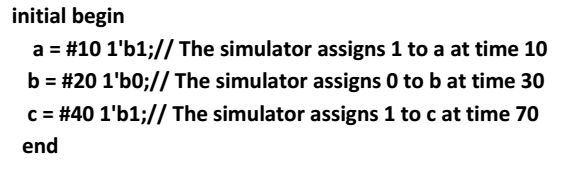 initial begin
a = #10 1'b1;// The simulator assigns 1 to a at time 10
b = #20 1'b0;// The simulator assigns 0 to b at time 30
c = #40 1'b1;// The simulator assigns 1 to c at time 70
end